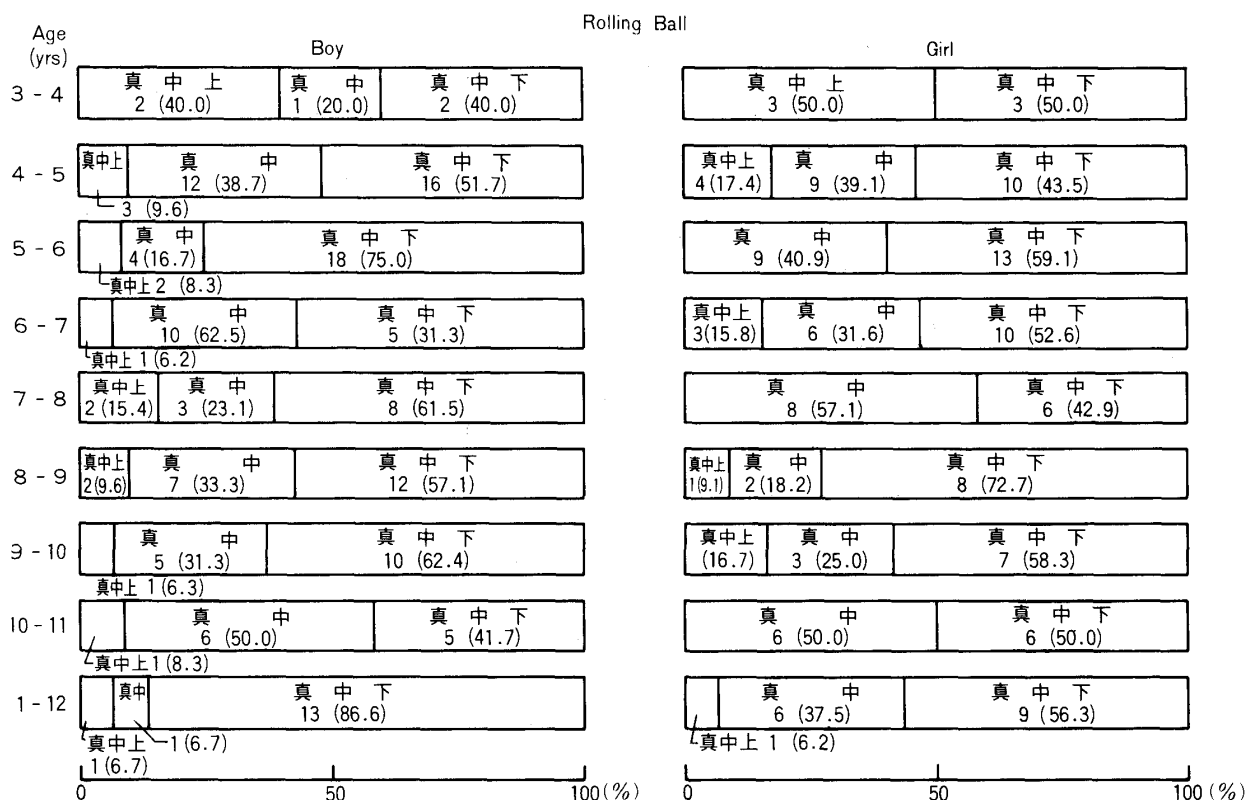 Rolling Ball
Age
(yrs)
Boy
Girl
3 - 4
真中上
2 (40.0)
真中
1 (20.0)
真中下
2 (40.0)
真中上
3 (50.0)
真中下
3 (50.0)
4 - 5
真中上
3 (9.6)
真中
12 (38.7)
真中下
16 (51.7)
真中上
4(17.4)
真中
9 (39.1)
真中下
10 (43.5)
5 - 6
真中上 2 (8.3)
真中
4(16.7)
真中下
18 (75.0)
真中
9 (40.9)
真中下
13 (59.1)
6 - 7
真中上 1 (6.2)
真中
10 (62.5)
真中下
5 (31.3)
真中上
3(15.8)
真中
6 (31.6)
真中下
10 (52.6)
7 - 8
真中上
2 (15.4)
真中
3 (23.1)
真中下
8 (61.5)
真中
8 (57.1)
真中下
6 (42.9)
8 - 9
真中上
2(9.6)
真中
7 (33.3)
真中下
12 (57.1)
真中上
1(9.1)
真中
2(18.2)
真中下
8 (72.7)
9 - 10
真中上 1 (6.3)
真中
5 (31.3)
真中下
10 (62.4)
真中上
(16.7)
真中
3 (25.0)
真中下
7 (58.3)
10 - 11
真中上 1 (8.3)
真中
6 (50.0)
真中下
5 (41.7)
真中
6 (50.0)
真中下
6 (50.0)
1 - 12
真中上
1 (6.7)
真中
1 (6.7)
真中下
13 (86.6)
真中上 1 (6.2)
真中
6 (37.5)
真中下
9 (56.3)
0 50 100(%)
0 50 100 (%)